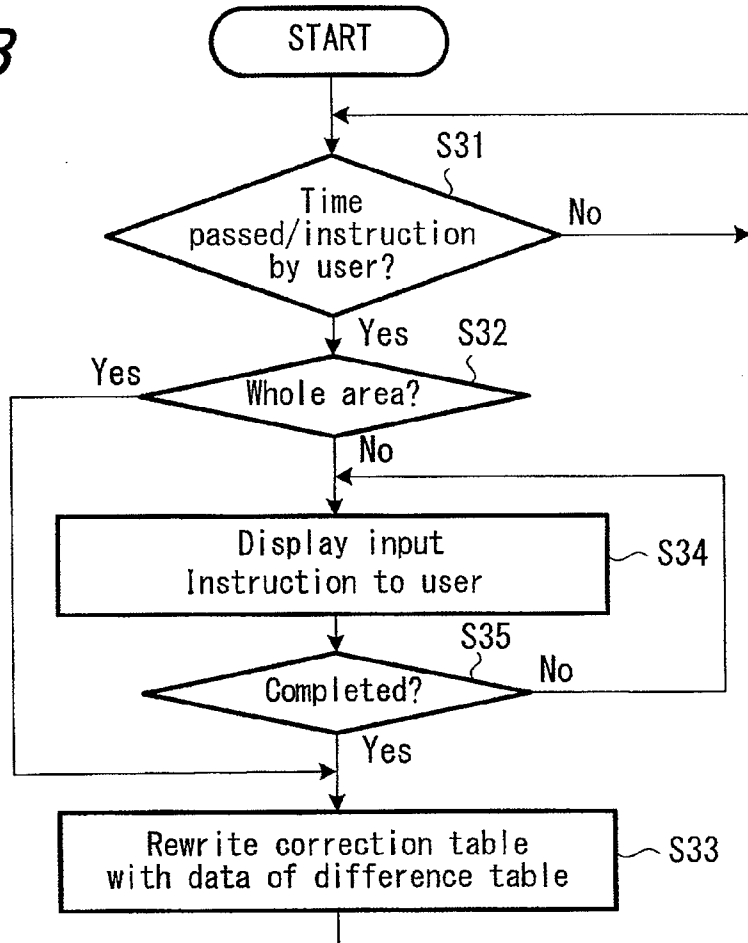 START
S31
Time
passed/instruction
by user?
No
Yes
S32
Yes
Whole area?
No
Display input
Instruction to user
S34
S35
Completed?
No
Yes
Rewrite correction table
with data of difference table
S33